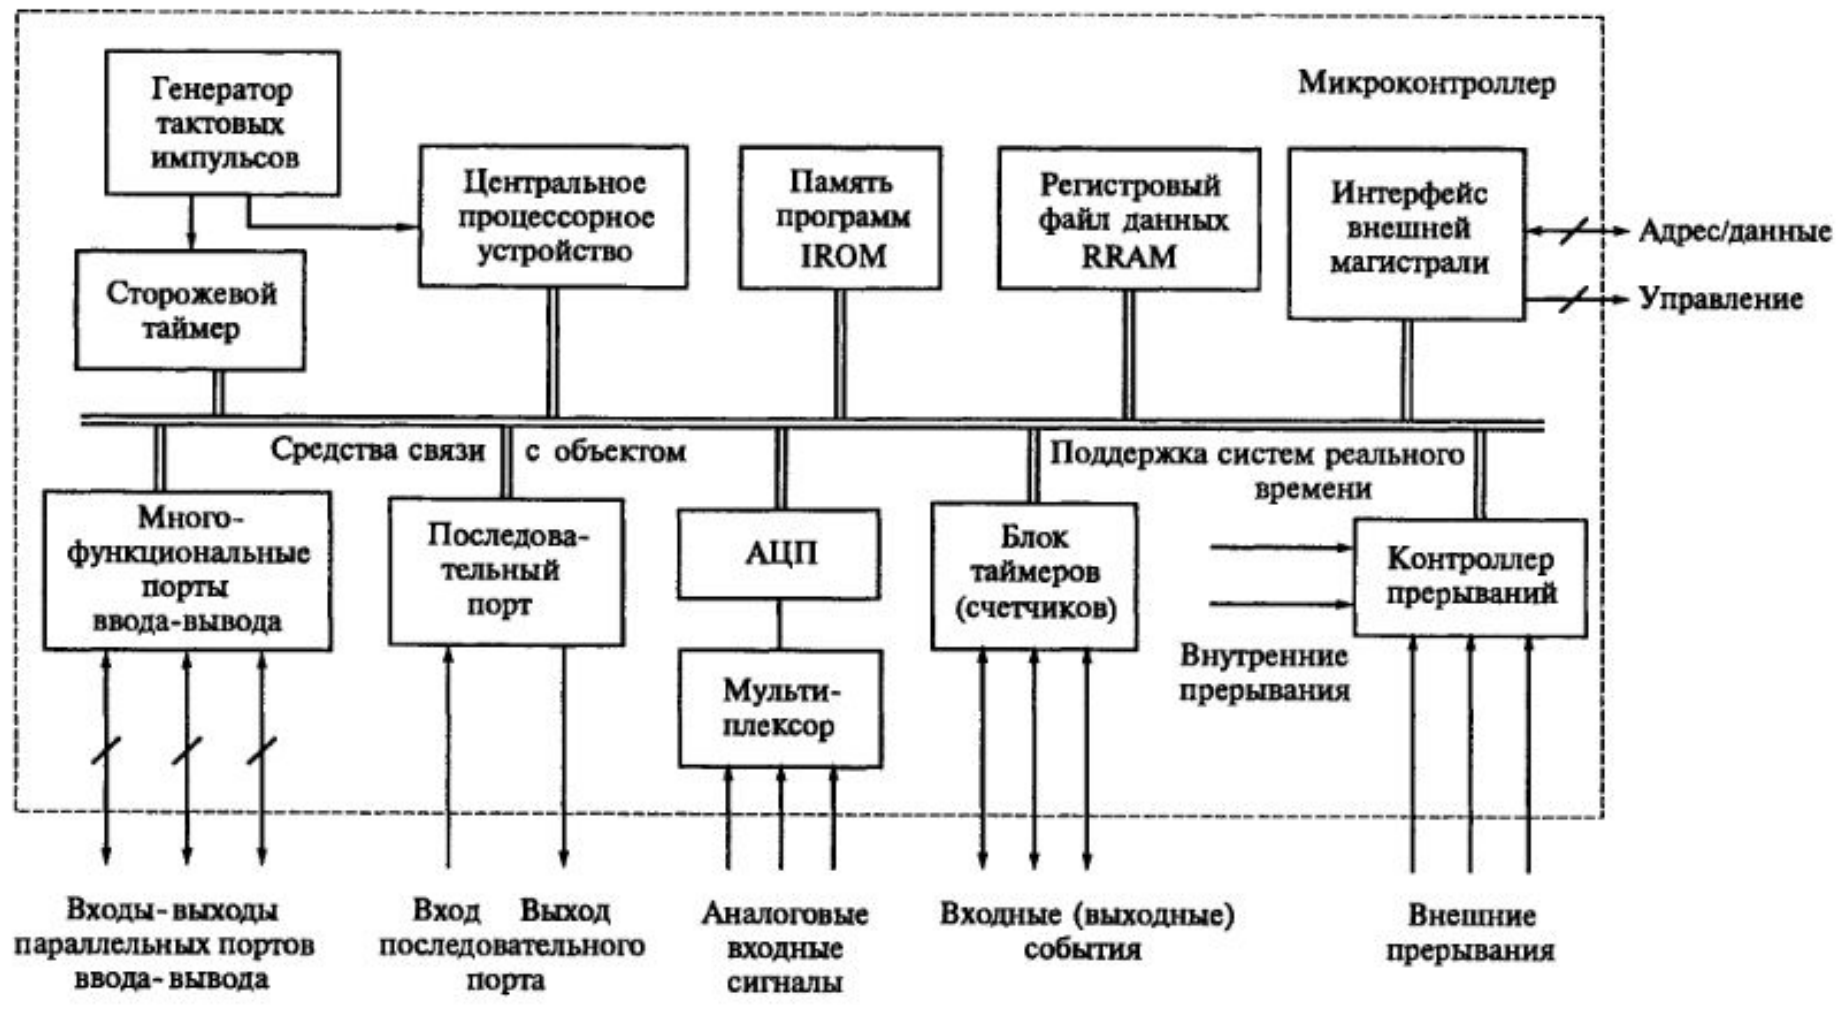 Микроконтроллер
Генератор
тактовых
импульсов
Центральное
процессорное
устройство
Память
программ
IROM
Регистровый
файл данных
RRAM
Интерфейс
внешней
магистрали
Адрес/данные
Управление
Сторожевой
таймер
Средства связи с объектом
Поддержка систем реального
времени
Много-
функциональные
порты
ввода-вывода
Последова-
тельный
порт
АЦП
Мульти-
плексор
Блок
таймеров
(счетчиков)
Контроллер
прерываний
Внутренние
прерывания
Входы-выходы
параллельных портов
ввода-вывода
Вход Выход
последовательного
порта
Аналоговые
входные
сигналы
Входные (выходные)
события
Внешние
прерывания